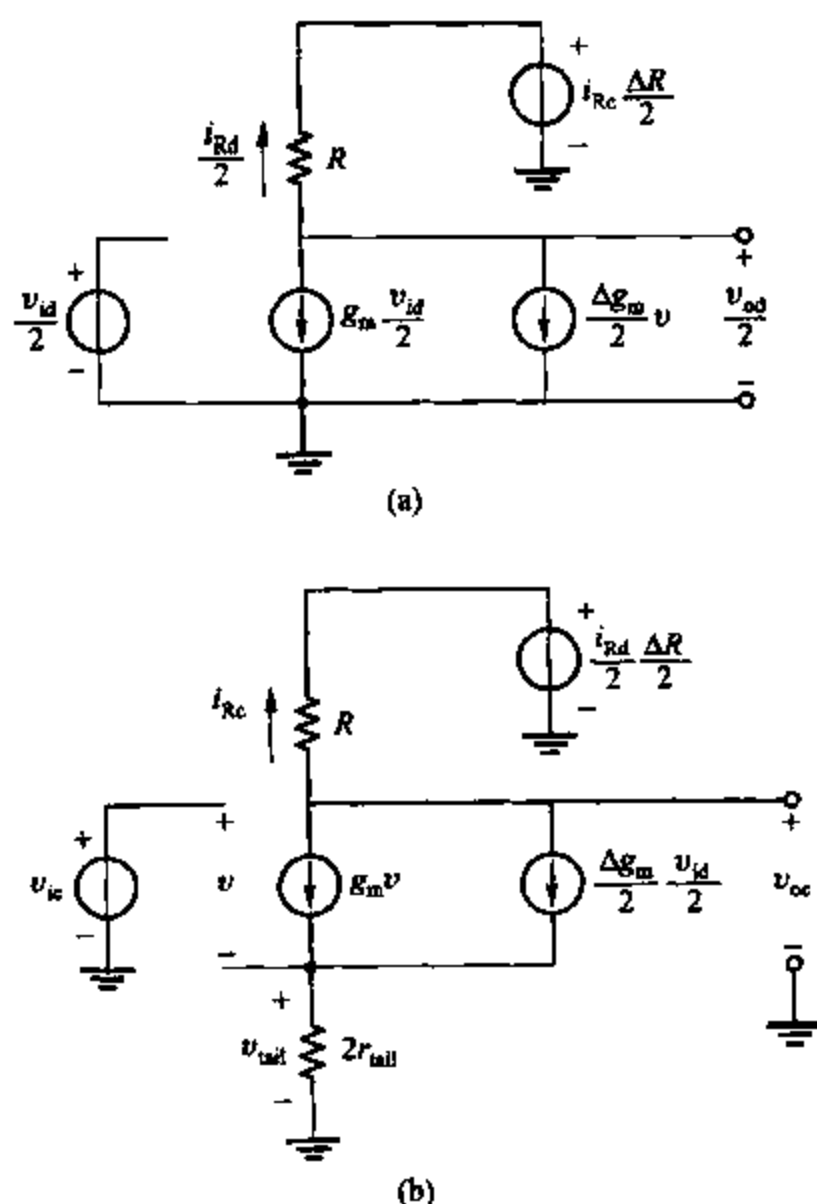 +
i_Rc ΔR/2
−
i_Rd/2
R
+
v_id/2
−
g_m v_id/2
Δg_m/2 v
+
v_od/2
−
(a)
+
i_Rd/2 ΔR/2
−
i_Rc
R
+
v_ic
−
+
v
−
g_m v
Δg_m/2 v_id/2
+
v_oc
−
+
v_tail
−
2r_tail
(b)